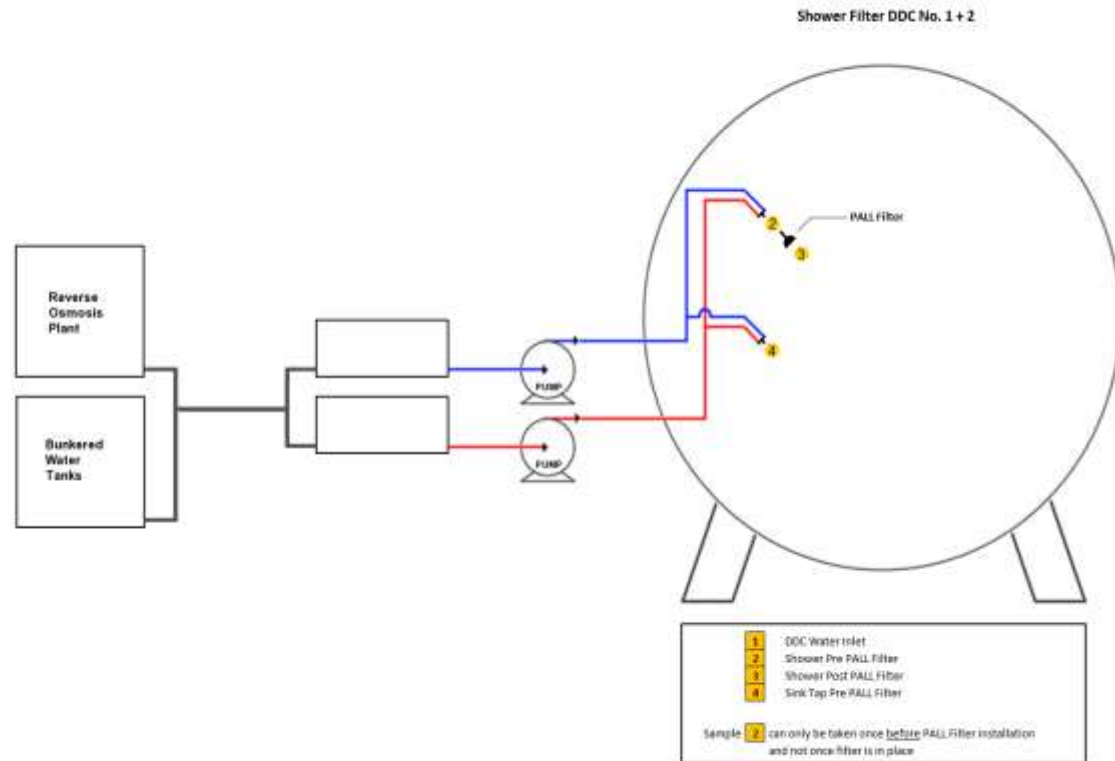 Shower Filter DDC No. 1 + 2
2
PALL Filter
3
Reverse
Osmosis
Plant
4
PUMP
Bunkered
Water
Tanks
PUMP
1 DDC Water Inlet
2 Shower Pre PALL Filter
3 Shower Post PALL Filter
4 Sink Tap Pre PALL Filter
Sample 2 can only be taken once before PALL Filter installation
and not once filter is in place